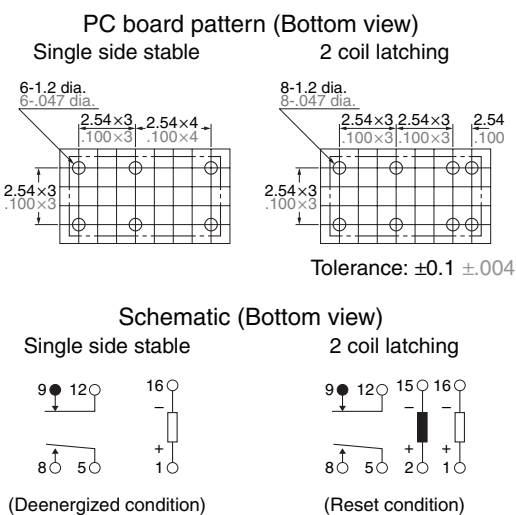 PC board pattern (Bottom view)
Single side stable
2 coil latching
6-1.2 dia.
6-.047 dia.
2.54×3
.100×3
2.54×4
.100×4
2.54×3
.100×3
8-1.2 dia.
8-.047 dia.
2.54×3
.100×3
2.54×3
.100×3
2.54
.100
2.54×3
.100×3
Tolerance: ±0.1 ±.004
Schematic (Bottom view)
Single side stable
2 coil latching
9 12 16
–
+
8 5 1
9 12 15 16
– –
+ +
8 5 2 1
(Deenergized condition)
(Reset condition)